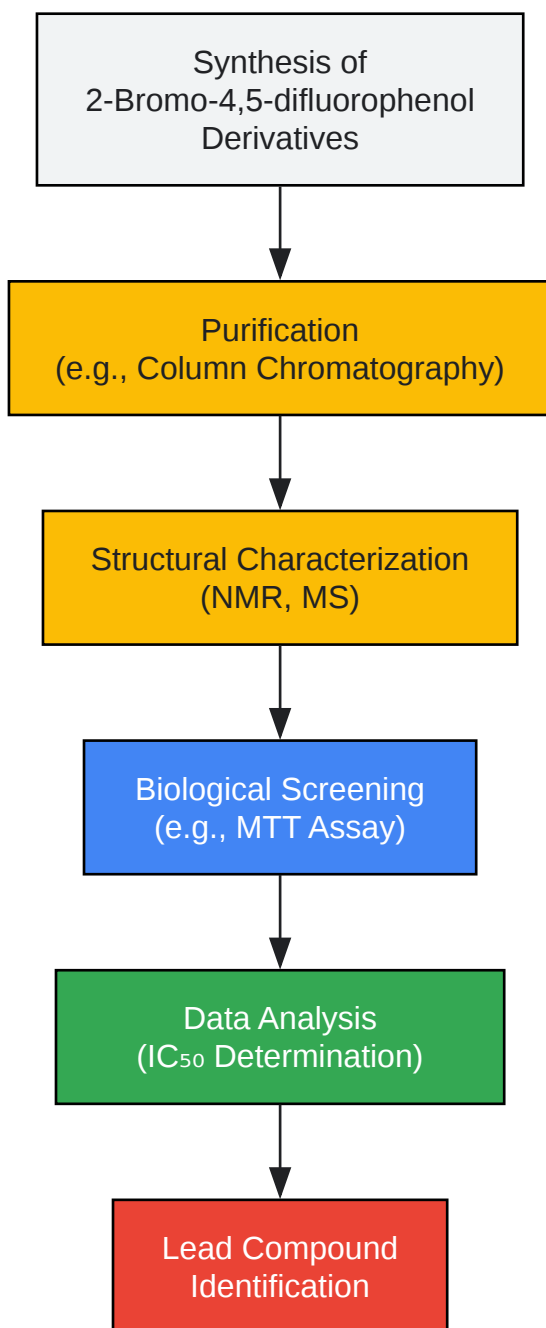 Synthesis of
2-Bromo-4,5-difluorophenol
Derivatives
Purification
(e.g., Column Chromatography)
Structural Characterization
(NMR, MS)
Biological Screening
(e.g., MTT Assay)
Data Analysis
(IC₅₀ Determination)
Lead Compound
Identification